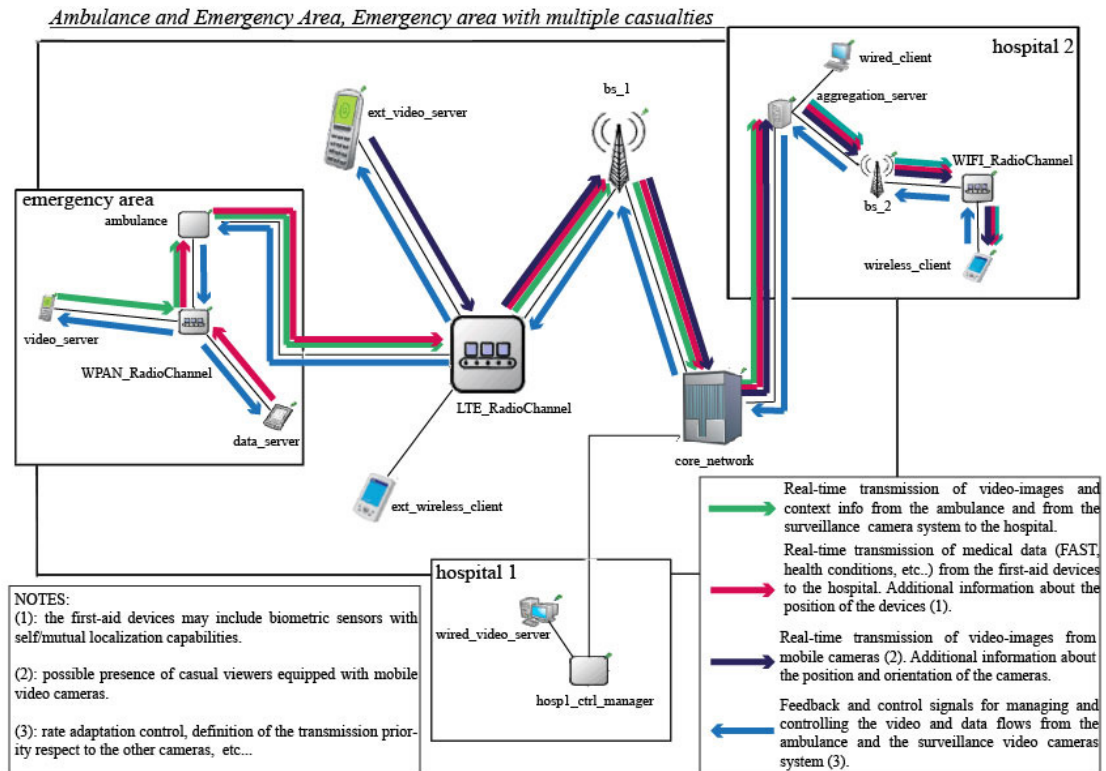 Ambulance and Emergency Area, Emergency area with multiple casualties
hospital 2
wired_client
bs_1
ext_video_server
aggregation_server
WIFI_RadioChannel
emergency area
ambulance
bs_2
wireless_client
video_server
WPAN_RadioChannel
LTE_RadioChannel
data_server
core_network
ext_wireless_client
Real-time transmission of video-images and
context info from the ambulance and from the
surveillance camera system to the hospital.
Real-time transmission of medical data (FAST,
health conditions, etc..) from the first-aid devices
to the hospital. Additional information about the
position of the devices (1).
Real-time transmission of video-images from
mobile cameras (2). Additional information about
the position and orientation of the cameras.
Feedback and control signals for managing and
controlling the video and data flows from the
ambulance and the surveillance video cameras
system (3).
hospital 1
wired_video_server
hosp1_ctrl_manager
NOTES:
(1): the first-aid devices may include biometric sensors with
self/mutual localization capabilities.
(2): possible presence of casual viewers equipped with mobile
video cameras.
(3): rate adaptation control, definition of the transmission prior-
ity respect to the other cameras, etc...